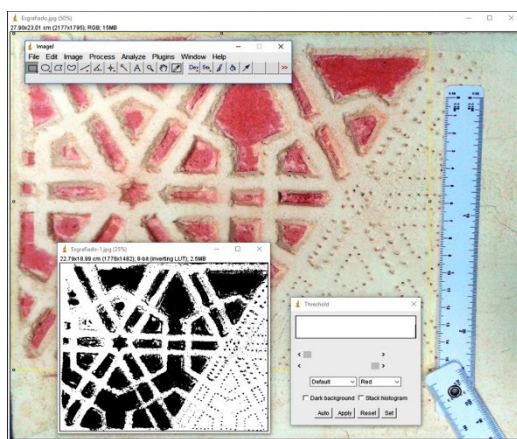 Esgrafiado.jpg (50%)
27.90x23.01 cm (2177x1795); RGB; 15MB
ImageJ
File Edit Image Process Analyze Plugins Window Help
Dev Stk >>
Esgrafiado-1.jpg (25%)
22.79x18.99 cm (1778x1482); 8-bit (inverting LUT); 2.5MB
Threshold
Default Red
Dark background Stack histogram
Auto Apply Reset Set